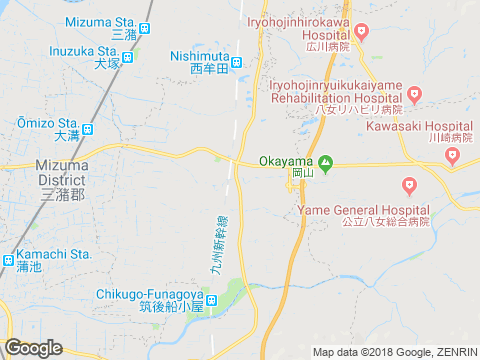 Mizuma Sta.
三潴
Iryohojinhirokawa
Hospital
広川病院
Inuzuka Sta.
犬塚
Nishimuta
西牟田
Iryohojinryuikukaiyame
Rehabilitation Hospital
八女リハビリ病院
Ōmizo Sta.
大溝
Kawasaki Hospital
川崎病院
Mizuma
District
三潴郡
Okayama
岡山
Yame General Hospital
公立八女総合病院
九州新幹線
Kamachi Sta.
蒲池
Chikugo-Funagoya
筑後船小屋
Google
Map data ©2018 Google, ZENRIN